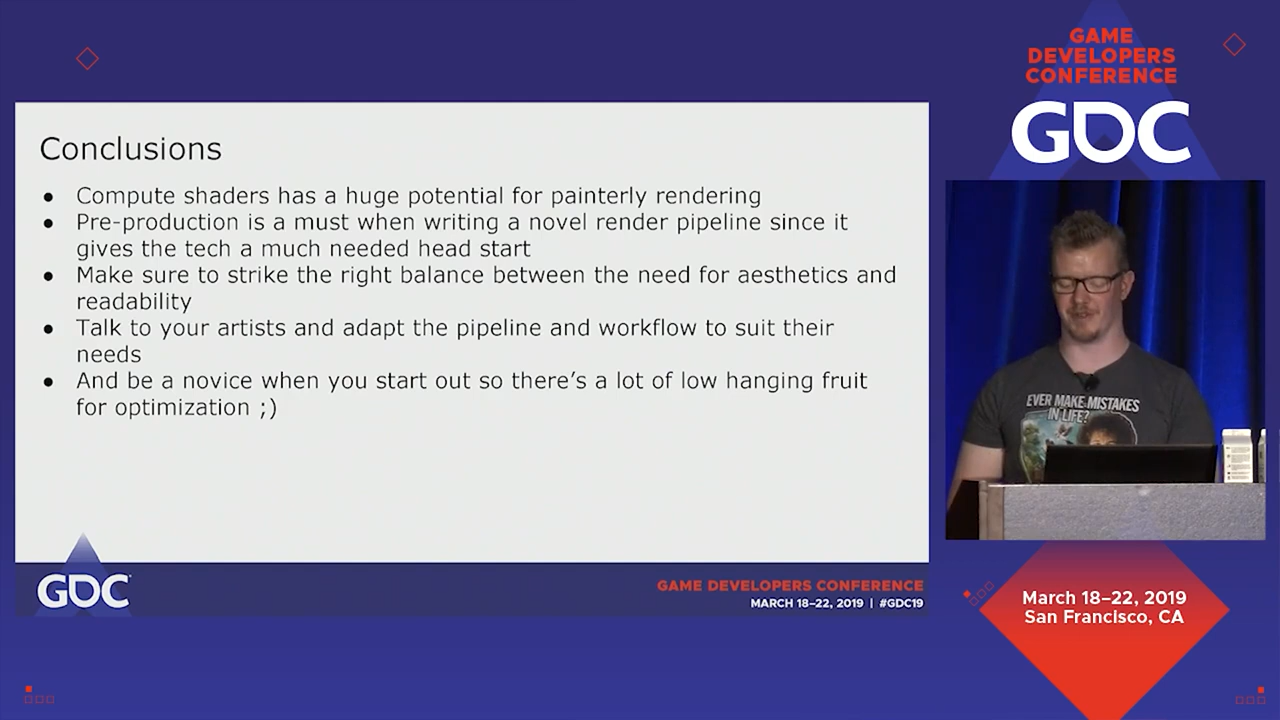 Conclusions
● Compute shaders has a huge potential for painterly rendering
● Pre-production is a must when writing a novel render pipeline since it
gives the tech a much needed head start
● Make sure to strike the right balance between the need for aesthetics and
readability
● Talk to your artists and adapt the pipeline and workflow to suit their
needs
● And be a novice when you start out so there's a lot of low hanging fruit
for optimization ;)
GDC
GAME DEVELOPERS CONFERENCE
MARCH 18–22, 2019 | #GDC19
GAME
DEVELOPERS
CONFERENCE
GDC
EVER MAKE MISTAKES
IN LIFE?
March 18–22, 2019
San Francisco, CA